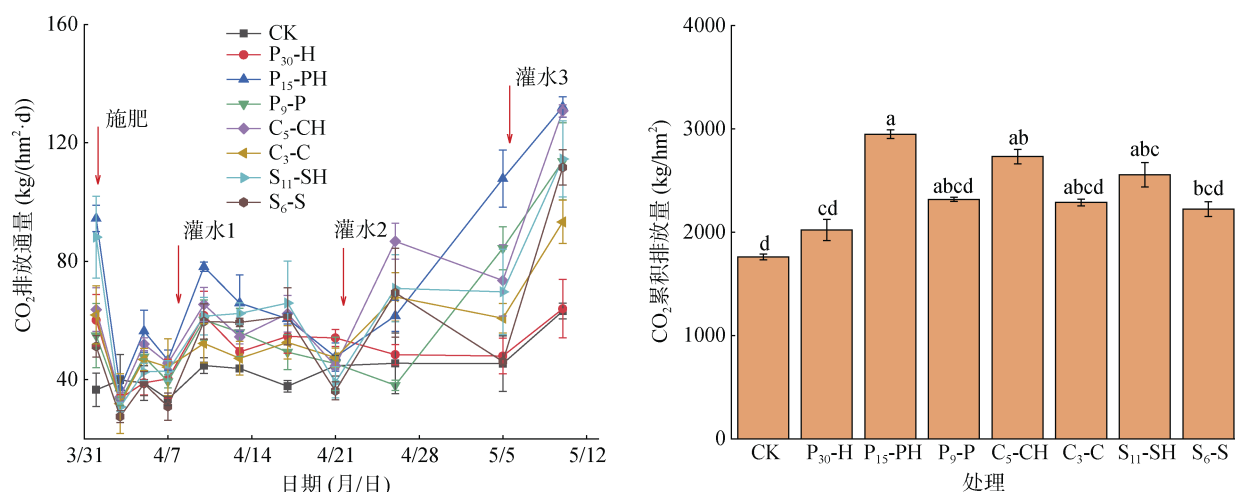 CO₂排放通量 (kg/(hm²·d))
160
120
80
40
3/31
4/7
4/14
4/21
4/28
5/5
5/12
日期 (月/日)
CK
P₃₀-H
P₁₅-PH
P₉-P
C₅-CH
C₃-C
S₁₁-SH
S₆-S
施肥
灌水1
灌水2
灌水3
CO₂累积排放量 (kg/hm²)
4000
3000
2000
1000
0
d
cd
a
abcd
ab
abcd
abc
bcd
CK
P₃₀-H
P₁₅-PH
P₉-P
C₅-CH
C₃-C
S₁₁-SH
S₆-S
处理